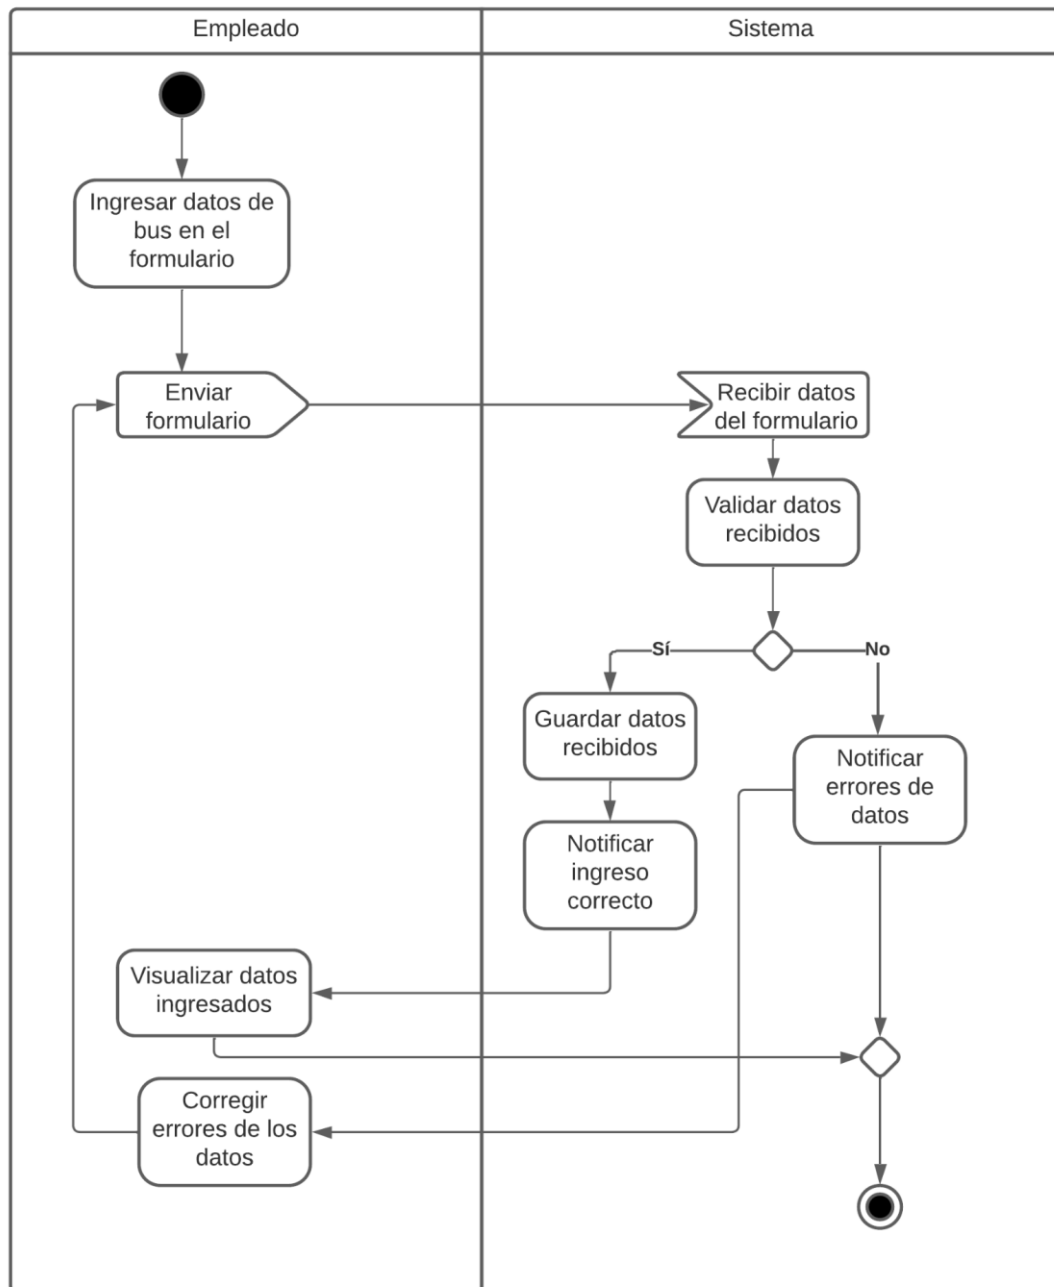 Empleado
Sistema
Ingresar datos de
bus en el
formulario
Enviar
formulario
Recibir datos
del formulario
Validar datos
recibidos
Sí
No
Guardar datos
recibidos
Notificar
errores de
datos
Notificar
ingreso
correcto
Visualizar datos
ingresados
Corregir
errores de los
datos